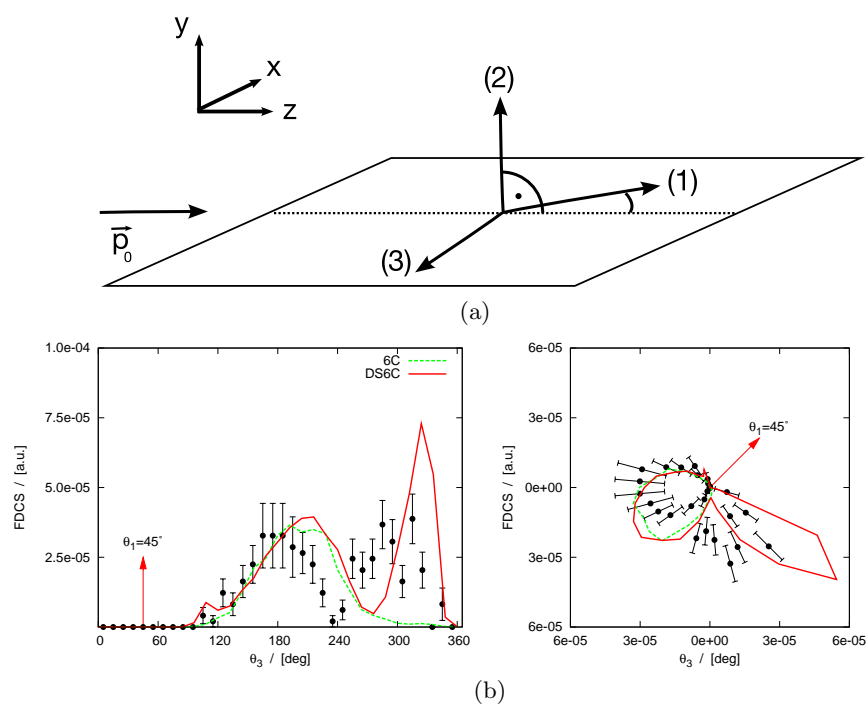 y
x
z
(2)
(1)
(3)
p⃗₀
(a)
1.0e-04
7.5e-05
5.0e-05
2.5e-05
FDCS / [a.u.]
6C
DS6C
θ₁=45°
0 60 120 180 240 300 360
θ₃ / [deg]
6e-05
3e-05
0e+00
3e-05
6e-05
FDCS / [a.u.]
θ₁=45°
6e-05 3e-05 0e+00 3e-05 6e-05
θ₃ / [deg]
(b)